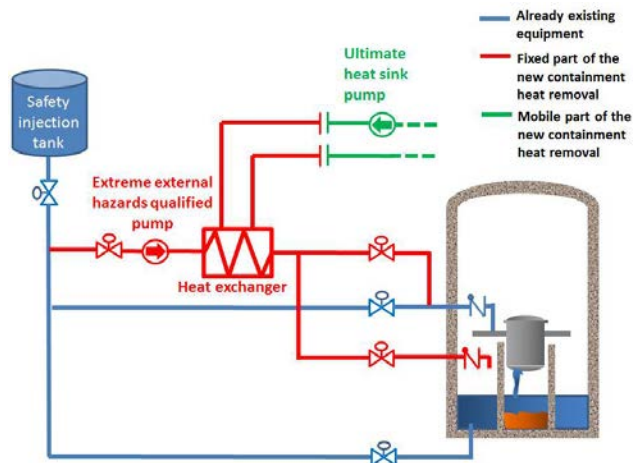 Ultimate
heat sink
pump
Already existing
equipment
Fixed part of the
new containment
heat removal
Mobile part of the
new containment
heat removal
Safety
injection
tank
Extreme external
hazards qualified
pump
Heat exchanger